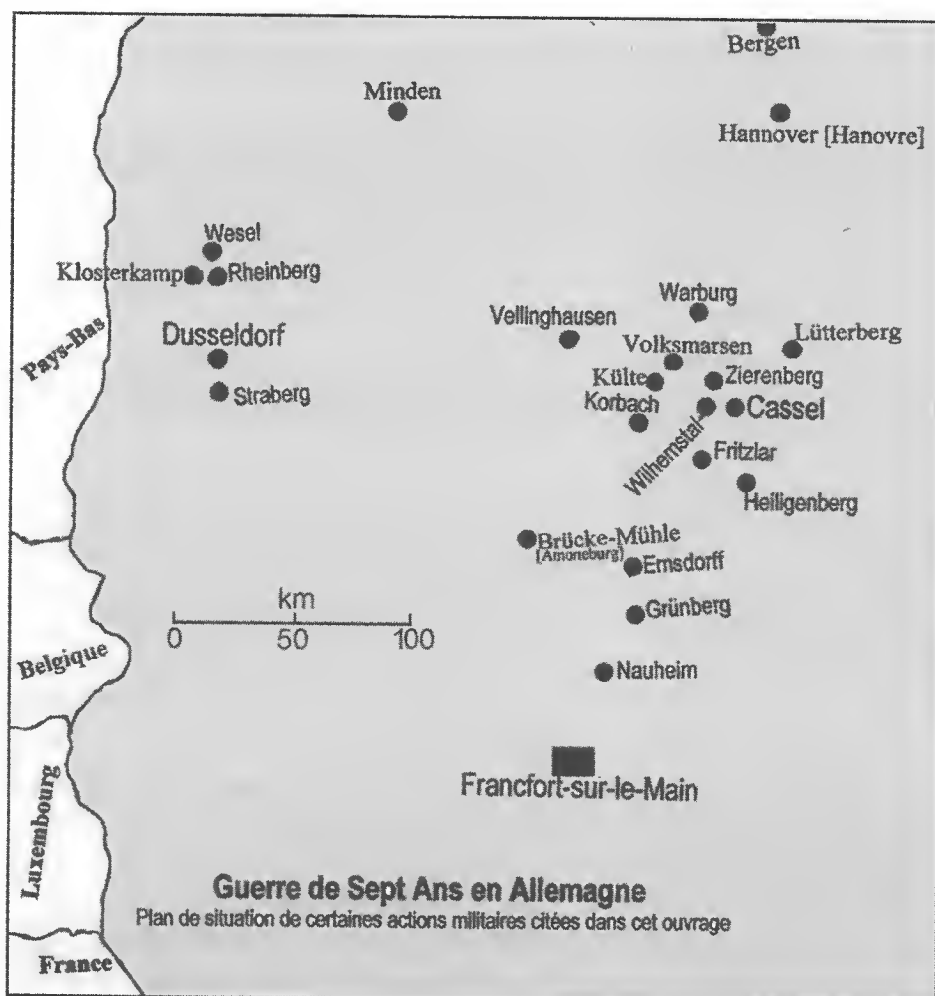 Bergen
Minden
Hannover [Hanovre]
Wesel
Klosterkamp
Rheinberg
Warburg
Vellinghausen
Lütterberg
Dusseldorf
Volksmarsen
Pays-Bas
Külte
Zierenberg
Straberg
Korbach
Cassel
Wilhemstal
Fritzlar
Heiligenberg
Brücke-Mühle
[Amoneburg]
Emsdorff
km
Grünberg
0 50 100
Belgique
Nauheim
Francfort-sur-le-Main
Luxembourg
Guerre de Sept Ans en Allemagne
Plan de situation de certaines actions militaires citées dans cet ouvrage
France